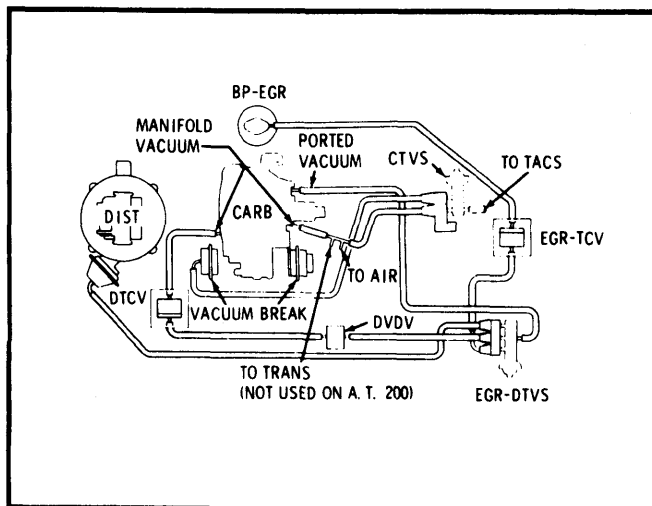 BP-EGR
MANIFOLD
VACUUM
PORTED
VACUUM
CTVS
TO TACS
DIST
CARB
EGR-TCV
TO AIR
DTCV
VACUUM BREAK
DVDV
TO TRANS
(NOT USED ON A. T. 200)
EGR-DTVS